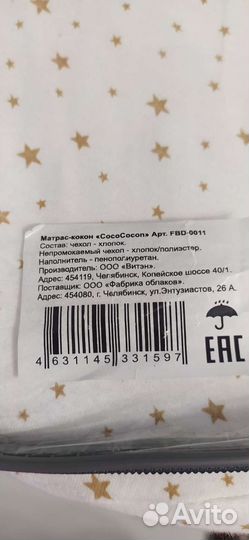 Матрас-кокон «CocoCocon» Арт. FBD-0011
Состав: чехол - хлопок.
Непромокаемый чехол - хлопок/полиэстер.
Наполнитель - пенополиуретан.
Производитель: ООО «Витэн».
Адрес: 454119, Челябинск, Копейское шоссе 40/1.
Поставщик: ООО «Фабрика облаков».
Адрес: 454080, г. Челябинск, ул.Энтузиастов, 26 А.
4 631145 331597
EAC
Avito